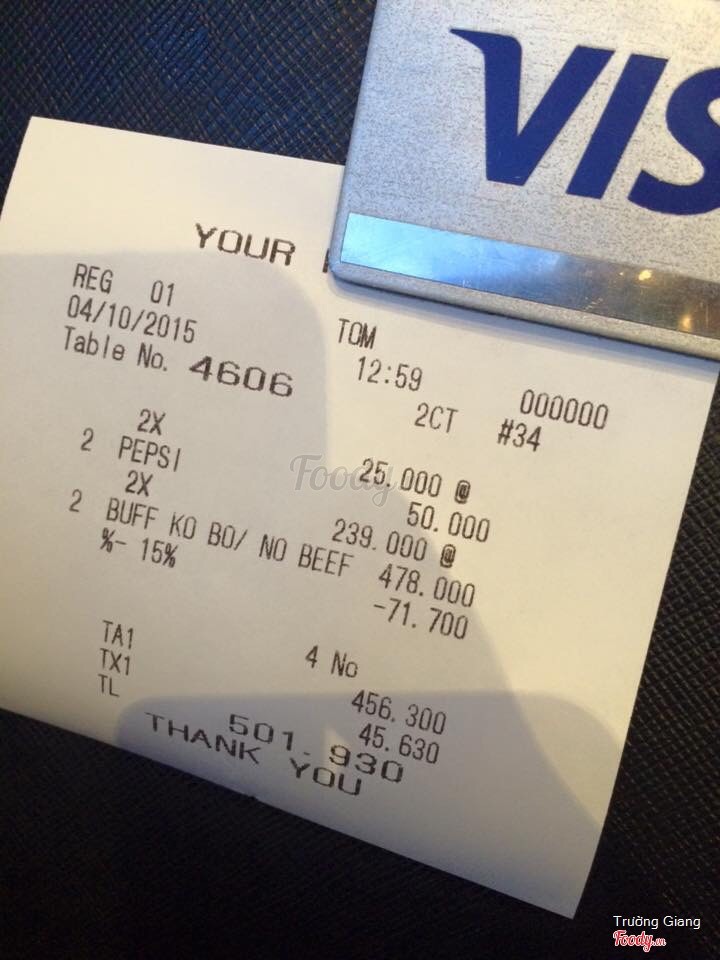 VIS
YOUR
REG 01 TOM 000000
04/10/2015 12:59
Table No. 4606 2CT #34
2X 25.000 @
2 PEPSI 50.000
2X 239.000 @
2 BUFF KO BO/ NO BEEF 478.000
%- 15% -71.700
4 No
TA1 456.300
TX1 45.630
TL 501.930
THANK YOU
Foody
Trường Giang
Foody.vn